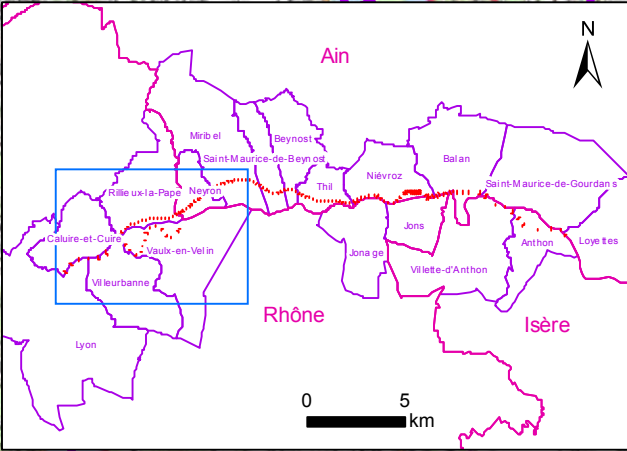 Ain
N
Miribel
Beynost
Saint-Maurice-de-Beynost
Balan
Niévroz
Rillieux-la-Pape
Neyron
Thil
Saint-Maurice-de-Gourdans
Jons
Caluire-et-Cuire
Vaulx-en-Velin
Jonage
Anthon
Loyettes
Villette-d'Anthon
Villeurbanne
Rhône
Isère
Lyon
0 5
km